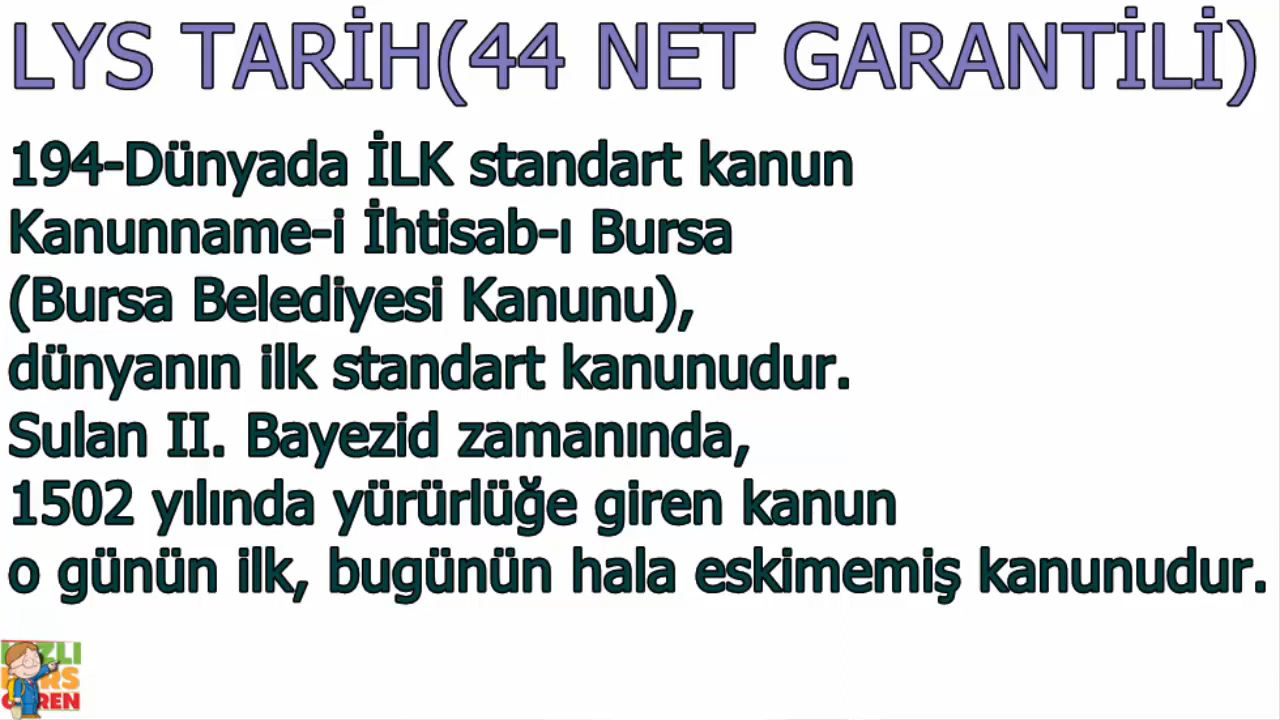 LYS TARİH(44 NET GARANTİLİ)
194-Dünyada İLK standart kanun
Kanunname-i İhtisab-ı Bursa
(Bursa Belediyesi Kanunu),
dünyanın ilk standart kanunudur.
Sulan II. Bayezid zamanında,
1502 yılında yürürlüğe giren kanun
o günün ilk, bugünün hala eskimemiş kanunudur.